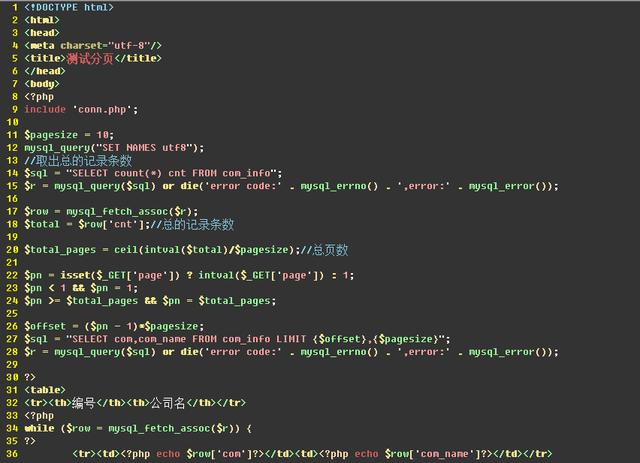 1 <!DOCTYPE html>
2 <html>
3 <head>
4 <meta charset="utf-8"/>
5 <title>测试分页</title>
6 </head>
7 <body>
8 <?php
9 include 'conn.php';
10
11 $pagesize = 10;
12 mysql_query("SET NAMES utf8");
13 //取出总的记录条数
14 $sql = "SELECT count(*) cnt FROM com_info";
15 $r = mysql_query($sql) or die('error code:' . mysql_errno() . ',error:' . mysql_error());
16
17 $row = mysql_fetch_assoc($r);
18 $total = $row['cnt'];//总的记录条数
19
20 $total_pages = ceil(intval($total)/$pagesize);//总页数
21
22 $pn = isset($_GET['page']) ? intval($_GET['page']) : 1;
23 $pn < 1 && $pn = 1;
24 $pn >= $total_pages && $pn = $total_pages;
25
26 $offset = ($pn - 1)*$pagesize;
27 $sql = "SELECT com,com_name FROM com_info LIMIT {$offset},{$pagesize}";
28 $r = mysql_query($sql) or die('error code:' . mysql_errno() . ',error:' . mysql_error());
29
30 ?>
31 <table>
32 <tr><th>编号</th><th>公司名</th></tr>
33 <?php
34 while ($row = mysql_fetch_assoc($r)) {
35 ?>
36 <tr><td><?php echo $row['com']?></td><td><?php echo $row['com_name']?></td></tr>